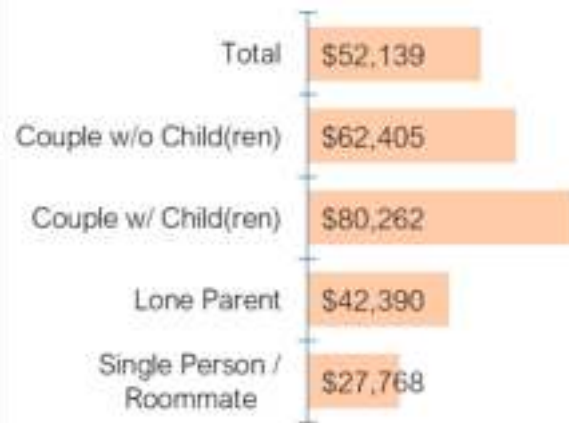 Total $52,139
Couple w/o Child(ren) $62,405
Couple w/ Child(ren) $80,262
Lone Parent $42,390
Single Person /
Roommate $27,768